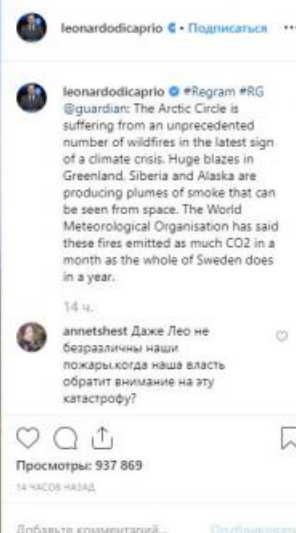 leonardodicaprio • Подписаться ...
leonardodicaprio #Regram #RG
@guardian: The Arctic Circle is
suffering from an unprecedented
number of wildfires in the latest sign
of a climate crisis. Huge blazes in
Greenland, Siberia and Alaska are
producing plumes of smoke that can
be seen from space. The World
Meteorological Organisation has said
these fires emitted as much CO2 in a
month as the whole of Sweden does
in a year.
14 ч.
annetshest Даже Лео не
безразличны наши
пожары.когда наша власть
обратит внимание на эту
катастрофу?
Просмотры: 937 869
14 ЧАСОВ НАЗАД
Добавьте комментарий... Опубликовать